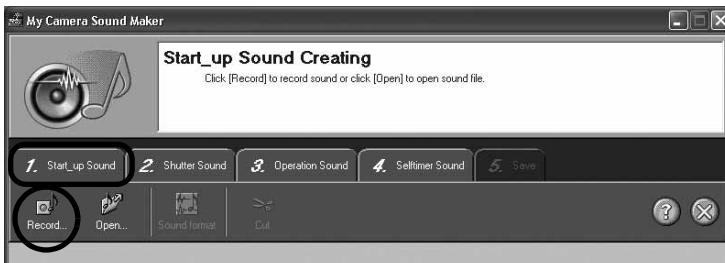 My Camera Sound Maker
Start_up Sound Creating
Click [Record] to record sound or click [Open] to open sound file.
1. Start_up Sound 2. Shutter Sound 3. Operation Sound 4. Selftimer Sound 5. Save
Record... Open... Sound format Cut